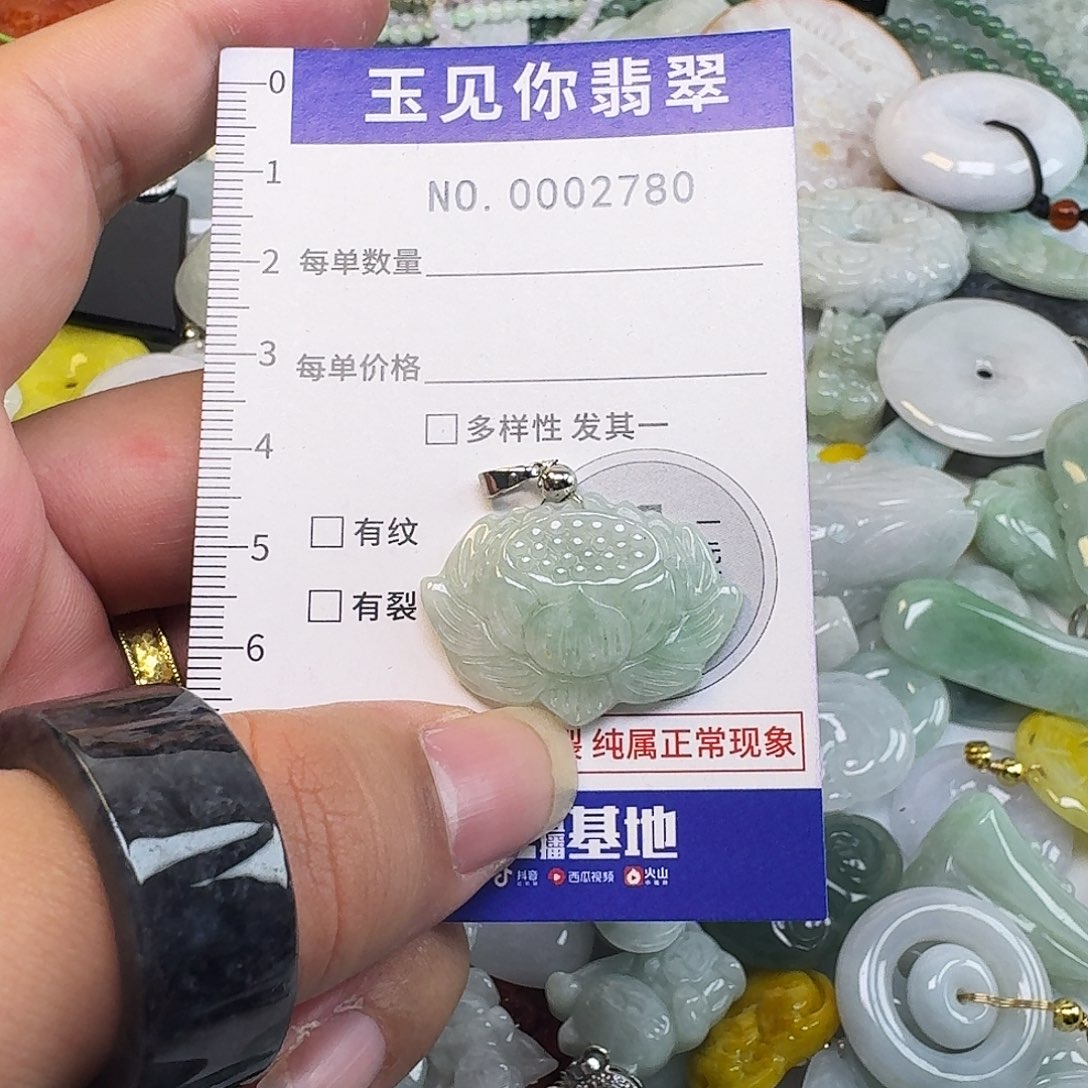 玉见你翡翠
0
NO. 0002780
1
2 每单数量
3 每单价格
4
□多样性 发其一
5 □有纹
□有裂
6
裂 纯属正常现象
播基地
抖音 西瓜视频 火山